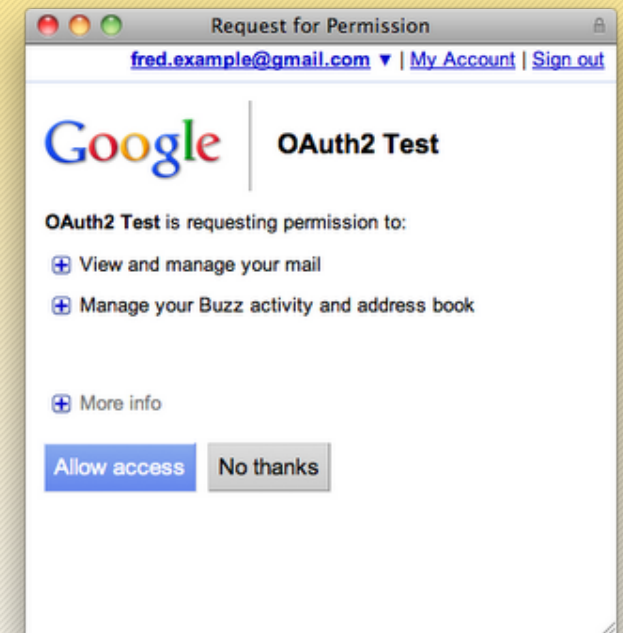 Request for Permission
fred.example@gmail.com ▼ | My Account | Sign out
Google
OAuth2 Test
OAuth2 Test is requesting permission to:
View and manage your mail
Manage your Buzz activity and address book
More info
Allow access
No thanks